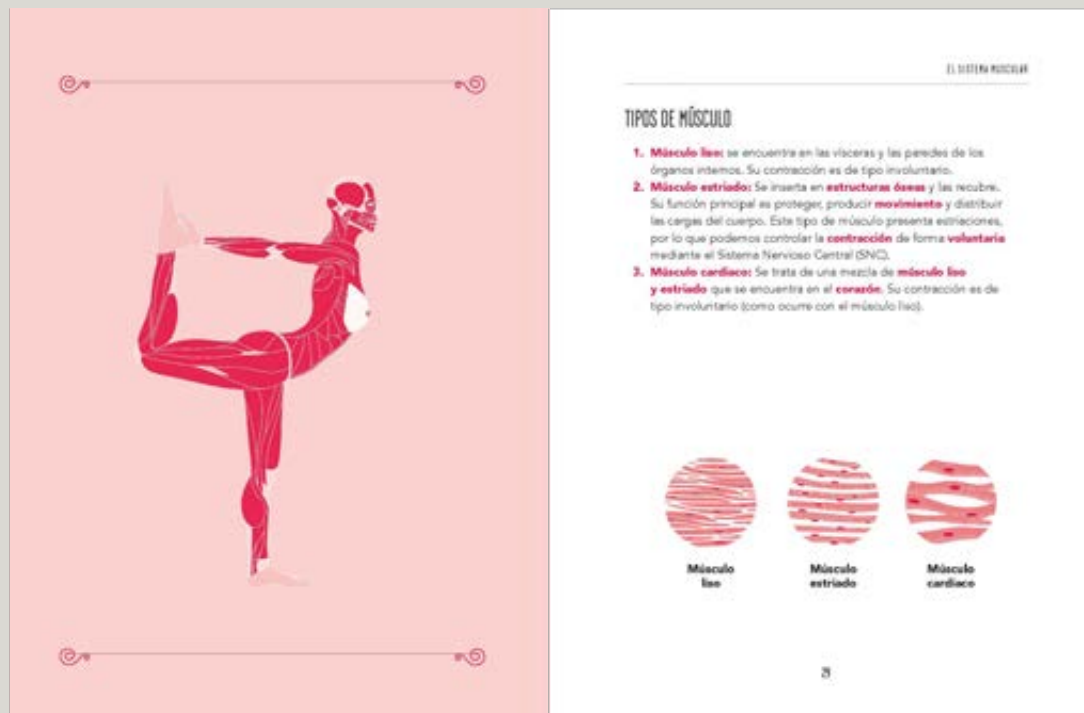 EL SISTEMA MUSCULAR
TIPOS DE MÚSCULO
1. Músculo liso: se encuentra en las vísceras y las paredes de los
órganos internos. Su contracción es de tipo involuntario.
2. Músculo estriado: Se inserta en estructuras óseas y las recubre.
Su función principal es proteger, producir movimiento y distribuir
las cargas del cuerpo. Este tipo de músculo presenta estriaciones,
por lo que podemos controlar la contracción de forma voluntaria
mediante el Sistema Nervioso Central (SNC).
3. Músculo cardiaco: Se trata de una mezcla de músculo liso
y estriado que se encuentra en el corazón. Su contracción es de
tipo involuntario (como ocurre con el músculo liso).
Músculo
liso
Músculo
estriado
Músculo
cardiaco